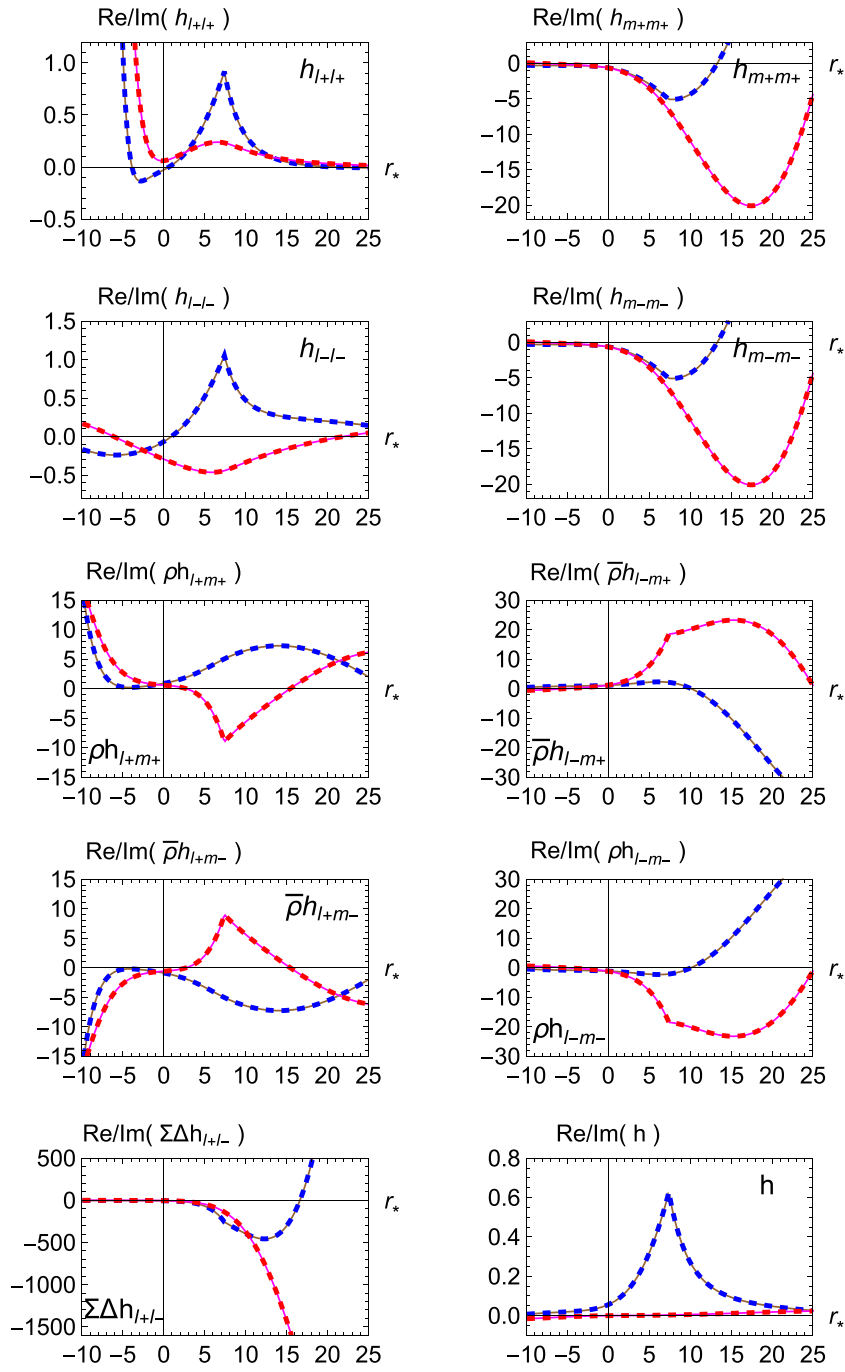 Re/Im( h_{l+l+} )
1.0
0.5
0.0
−0.5
h_{l+l+}
r_*
−10 −5 0 5 10 15 20 25
Re/Im( h_{m+m+} )
0
−5
−10
−15
−20
h_{m+m+}
r_*
−10 −5 0 5 10 15 20 25
Re/Im( h_{l−l−} )
1.5
1.0
0.5
0.0
−0.5
h_{l−l−}
r_*
−10 −5 0 5 10 15 20 25
Re/Im( h_{m−m−} )
0
−5
−10
−15
−20
h_{m−m−}
r_*
−10 −5 0 5 10 15 20 25
Re/Im( ρh_{l+m+} )
15
10
5
0
−5
−10
−15
ρh_{l+m+}
r_*
−10 −5 0 5 10 15 20 25
Re/Im( ρ̅h_{l−m+} )
30
20
10
0
−10
−20
−30
ρ̅h_{l−m+}
r_*
−10 −5 0 5 10 15 20 25
Re/Im( ρ̅h_{l+m−} )
15
10
5
0
−5
−10
−15
ρ̅h_{l+m−}
r_*
−10 −5 0 5 10 15 20 25
Re/Im( ρh_{l−m−} )
30
20
10
0
−10
−20
−30
ρh_{l−m−}
r_*
−10 −5 0 5 10 15 20 25
Re/Im( ΣΔh_{l+l−} )
500
0
−500
−1000
−1500
ΣΔh_{l+l−}
r_*
−10 −5 0 5 10 15 20 25
Re/Im( h )
0.8
0.6
0.4
0.2
0.0
h
r_*
−10 −5 0 5 10 15 20 25